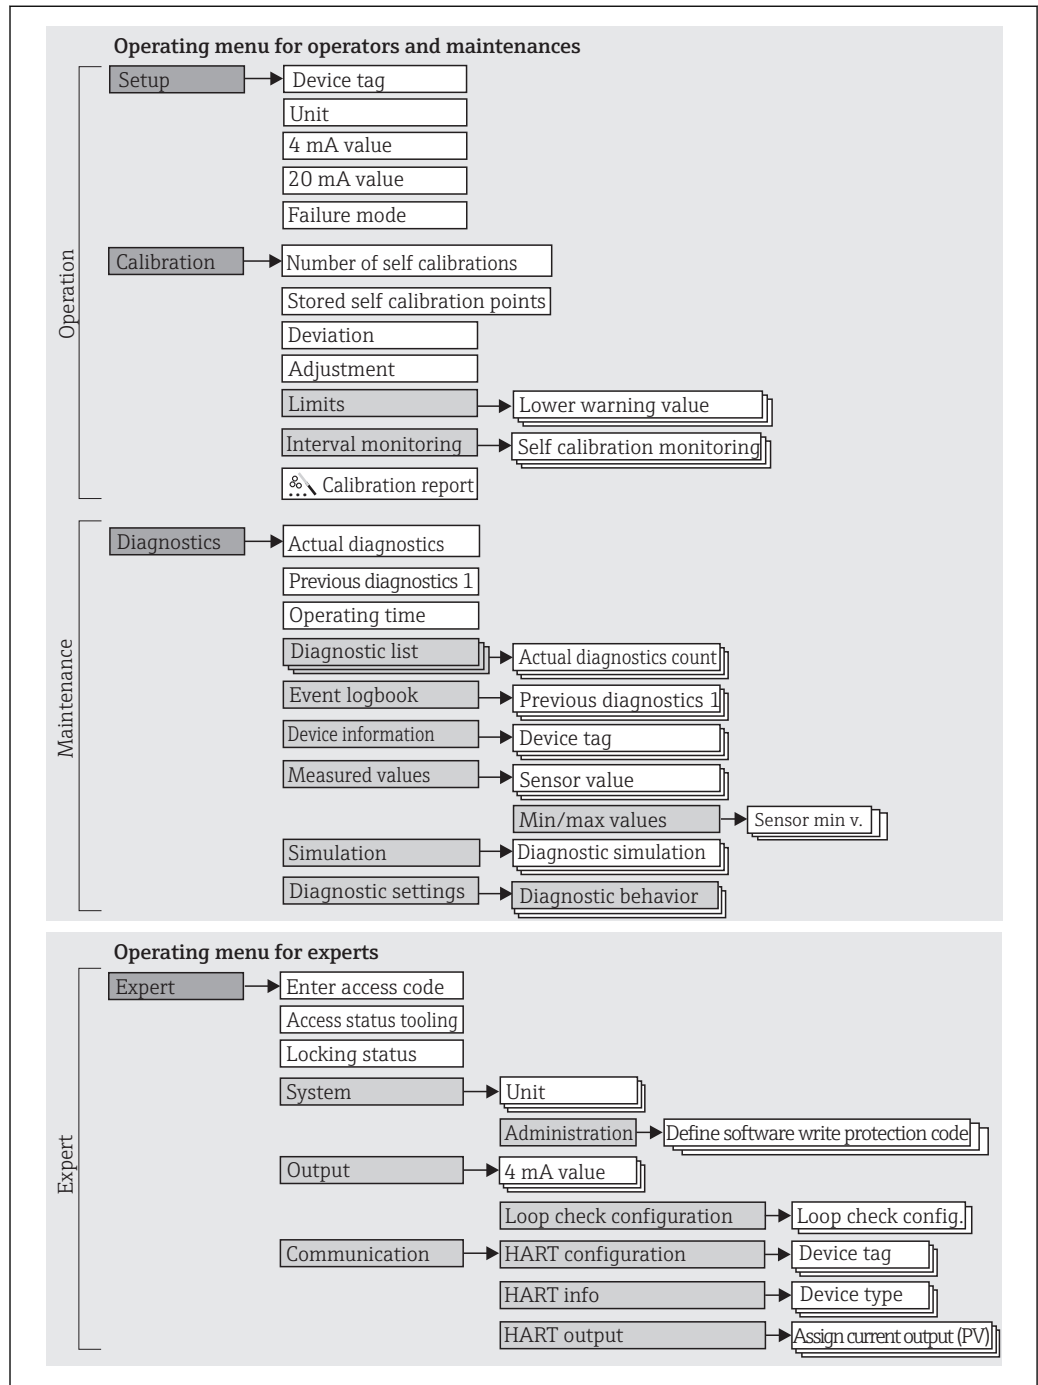 Operating menu for operators and maintenances
Operation
Setup
Device tag
Unit
4 mA value
20 mA value
Failure mode
Calibration
Number of self calibrations
Stored self calibration points
Deviation
Adjustment
Limits
Lower warning value
Interval monitoring
Self calibration monitoring
Calibration report
Maintenance
Diagnostics
Actual diagnostics
Previous diagnostics 1
Operating time
Diagnostic list
Actual diagnostics count
Event logbook
Previous diagnostics 1
Device information
Device tag
Measured values
Sensor value
Min/max values
Sensor min v.
Simulation
Diagnostic simulation
Diagnostic settings
Diagnostic behavior
Operating menu for experts
Expert
Expert
Enter access code
Access status tooling
Locking status
System
Unit
Administration
Define software write protection code
Output
4 mA value
Loop check configuration
Loop check config.
Communication
HART configuration
Device tag
HART info
Device type
HART output
Assign current output (PV)